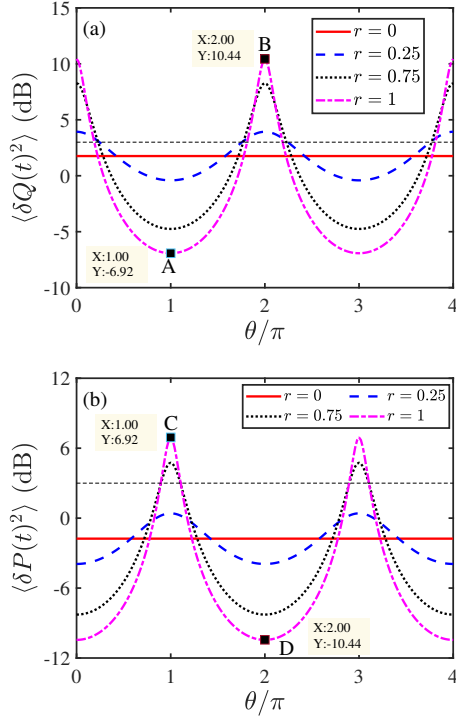 (a)
X:2.00
Y:10.44
B
r = 0
r = 0.25
r = 0.75
r = 1
⟨δQ(t)²⟩ (dB)
15
10
5
0
-5
-10
X:1.00
Y:-6.92
A
0 1 2 3 4
θ/π
(b)
X:1.00
Y:6.92
C
r = 0 r = 0.25
r = 0.75 r = 1
⟨δP(t)²⟩ (dB)
12
6
0
-6
-12
X:2.00
Y:-10.44
D
0 1 2 3 4
θ/π